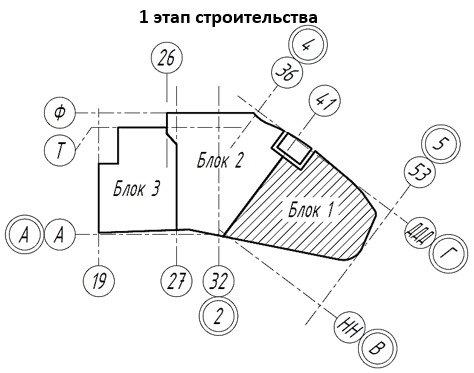 1 этап строительства
4
26
36
41
Ф
5
Т
53
Блок 2
Блок 3
Блок 1
А А
ДДД
Г
19
27
32
2
НН
В